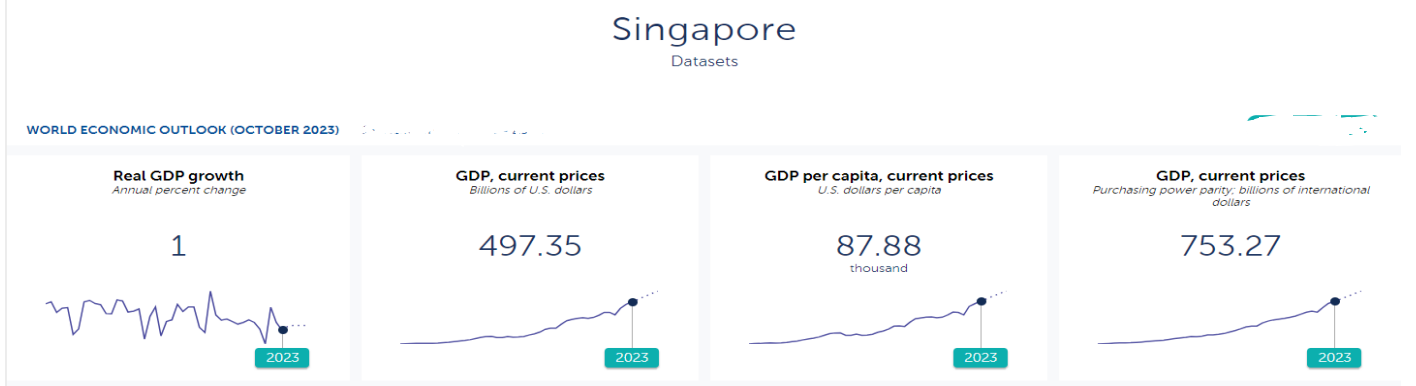 Singapore
Datasets
WORLD ECONOMIC OUTLOOK (OCTOBER 2023)
Real GDP growth
Annual percent change
1
2023
GDP, current prices
Billions of U.S. dollars
497.35
2023
GDP per capita, current prices
U.S. dollars per capita
87.88
thousand
2023
GDP, current prices
Purchasing power parity; billions of international
dollars
753.27
2023